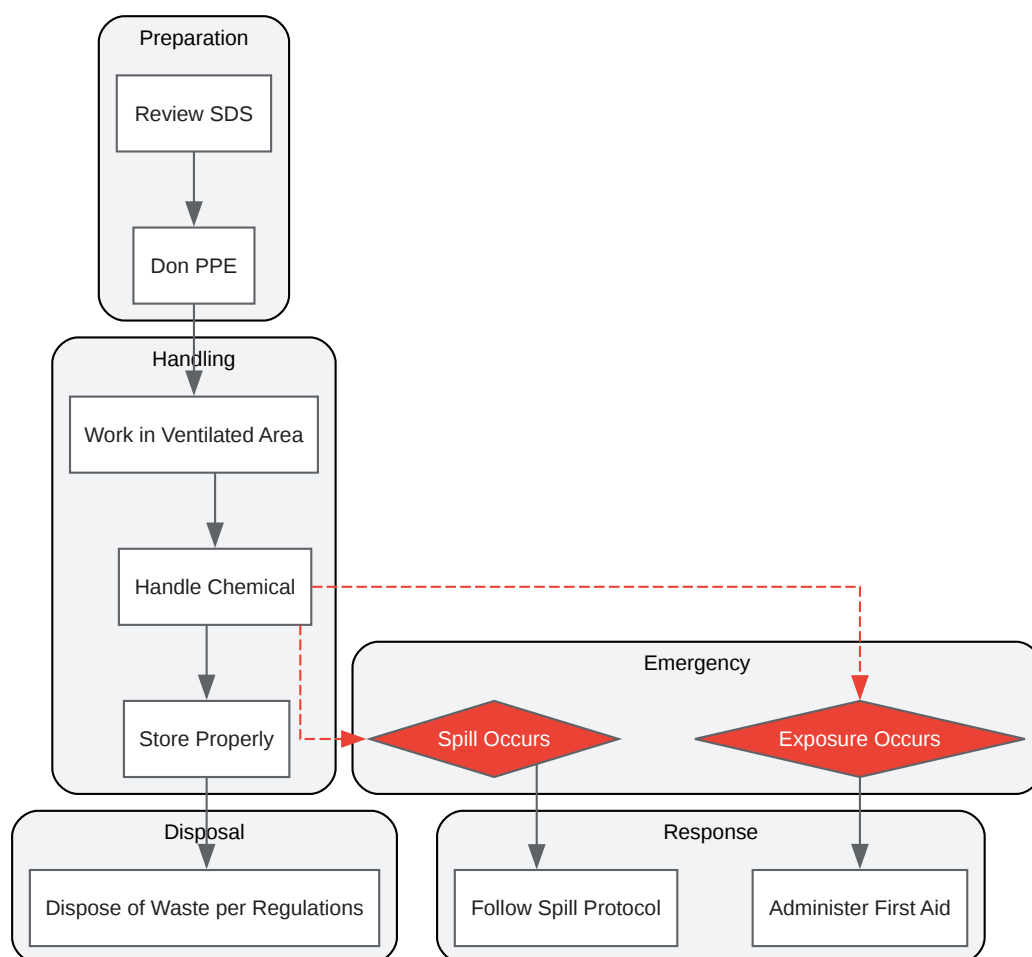 Preparation
Review SDS
Don PPE
Handling
Work in Ventilated Area
Handle Chemical
Emergency
Store Properly
Spill Occurs
Exposure Occurs
Disposal
Response
Dispose of Waste per Regulations
Follow Spill Protocol
Administer First Aid